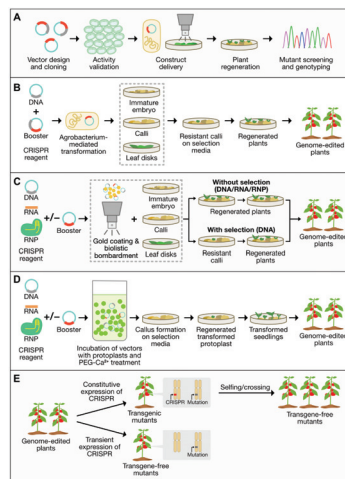 A
Vector design
and cloning
Activity
validation
Construct
delivery
Plant
regeneration
Mutant screening
and genotyping
B
DNA
+
Booster
CRISPR
reagent
Agrobacterium-
mediated
transformation
Immature
embryo
Calli
Leaf disks
Resistant calli
on selection
media
Regenerated
plants
Genome-edited
plants
C
DNA
RNA
RNP
CRISPR
reagent
+/–
Booster
Gold coating &
biolistic
bombardment
Immature
embryo
Calli
Leaf disks
Without selection
(DNA/RNA/RNP)
Regenerated plants
With selection (DNA)
Resistant
calli
Regenerated
plants
Genome-edited
plants
D
DNA
RNA
RNP
CRISPR
reagent
+/–
Booster
Incubation of vectors
with protoplasts and
PEG-Ca²⁺ treatment
Callus formation
on selection
media
Regenerated
transformed
protoplast
Transformed
seedlings
Genome-edited
plants
E
Genome-edited
plants
Constitutive
expression of
CRISPR
Transgenic
mutants
CRISPR
Mutation
Selfing/crossing
Transgene-free
mutants
Transient
expression of
CRISPR
Transgene-free
mutants
Mutation